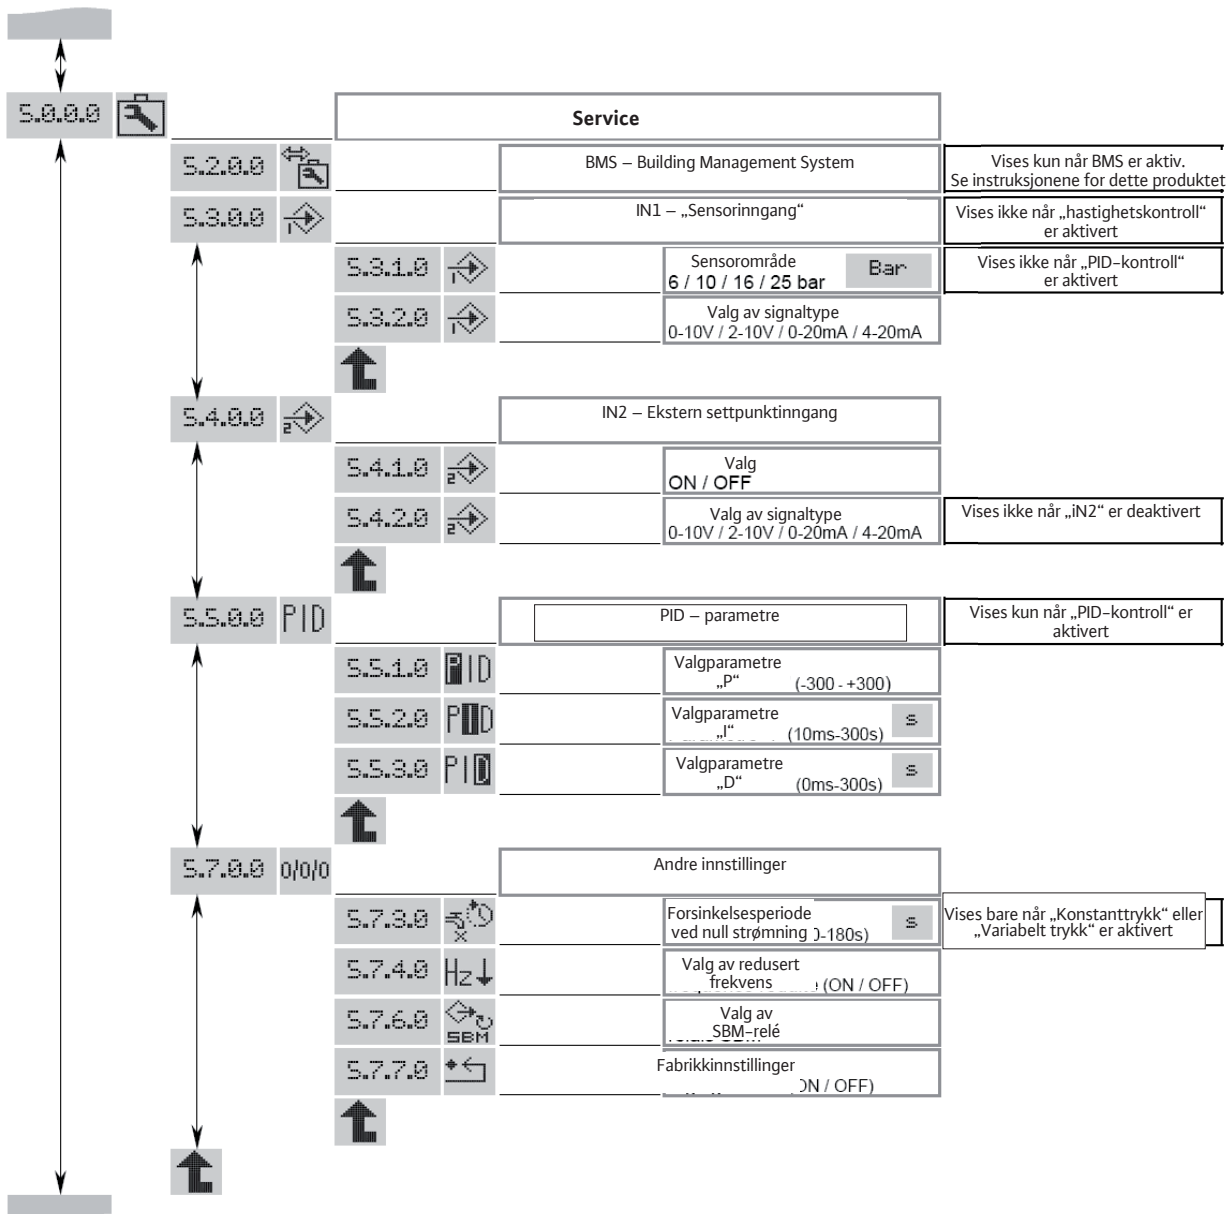 5.0.0.0
Service
5.2.0.0
BMS – Building Management System
Vises kun når BMS er aktiv.
Se instruksjonene for dette produktet
5.3.0.0
1
IN1 – „Sensorinngang“
Vises ikke når „hastighetskontroll“
er aktivert
5.3.1.0
1
Sensorområde
6 / 10 / 16 / 25 bar
Bar
Vises ikke når „PID-kontroll“
er aktivert
5.3.2.0
1
Valg av signaltype
0-10V / 2-10V / 0-20mA / 4-20mA
5.4.0.0
2
IN2 – Ekstern settpunktinngang
5.4.1.0
2
Valg
ON / OFF
5.4.2.0
2
Valg av signaltype
0-10V / 2-10V / 0-20mA / 4-20mA
Vises ikke når „iN2“ er deaktivert
5.5.0.0
PID
PID – parametre
Vises kun når „PID-kontroll“ er
aktivert
5.5.1.0
PID
Valgparametre
„P“ (-300 - +300)
5.5.2.0
PID
Valgparametre
„I“ (10ms-300s)
s
5.5.3.0
PID
Valgparametre
„D“ (0ms-300s)
s
5.7.0.0
0/0/0
Andre innstillinger
5.7.3.0
x
Forsinkelsesperiode
ved null strømning 0-180s)
s
Vises bare når „Konstanttrykk“ eller
„Variabelt trykk“ er aktivert
5.7.4.0
Hz
Valg av redusert
frekvens (ON / OFF)
5.7.6.0
SBM
Valg av
SBM-relé
5.7.7.0
Fabrikkinnstillinger
ON / OFF)